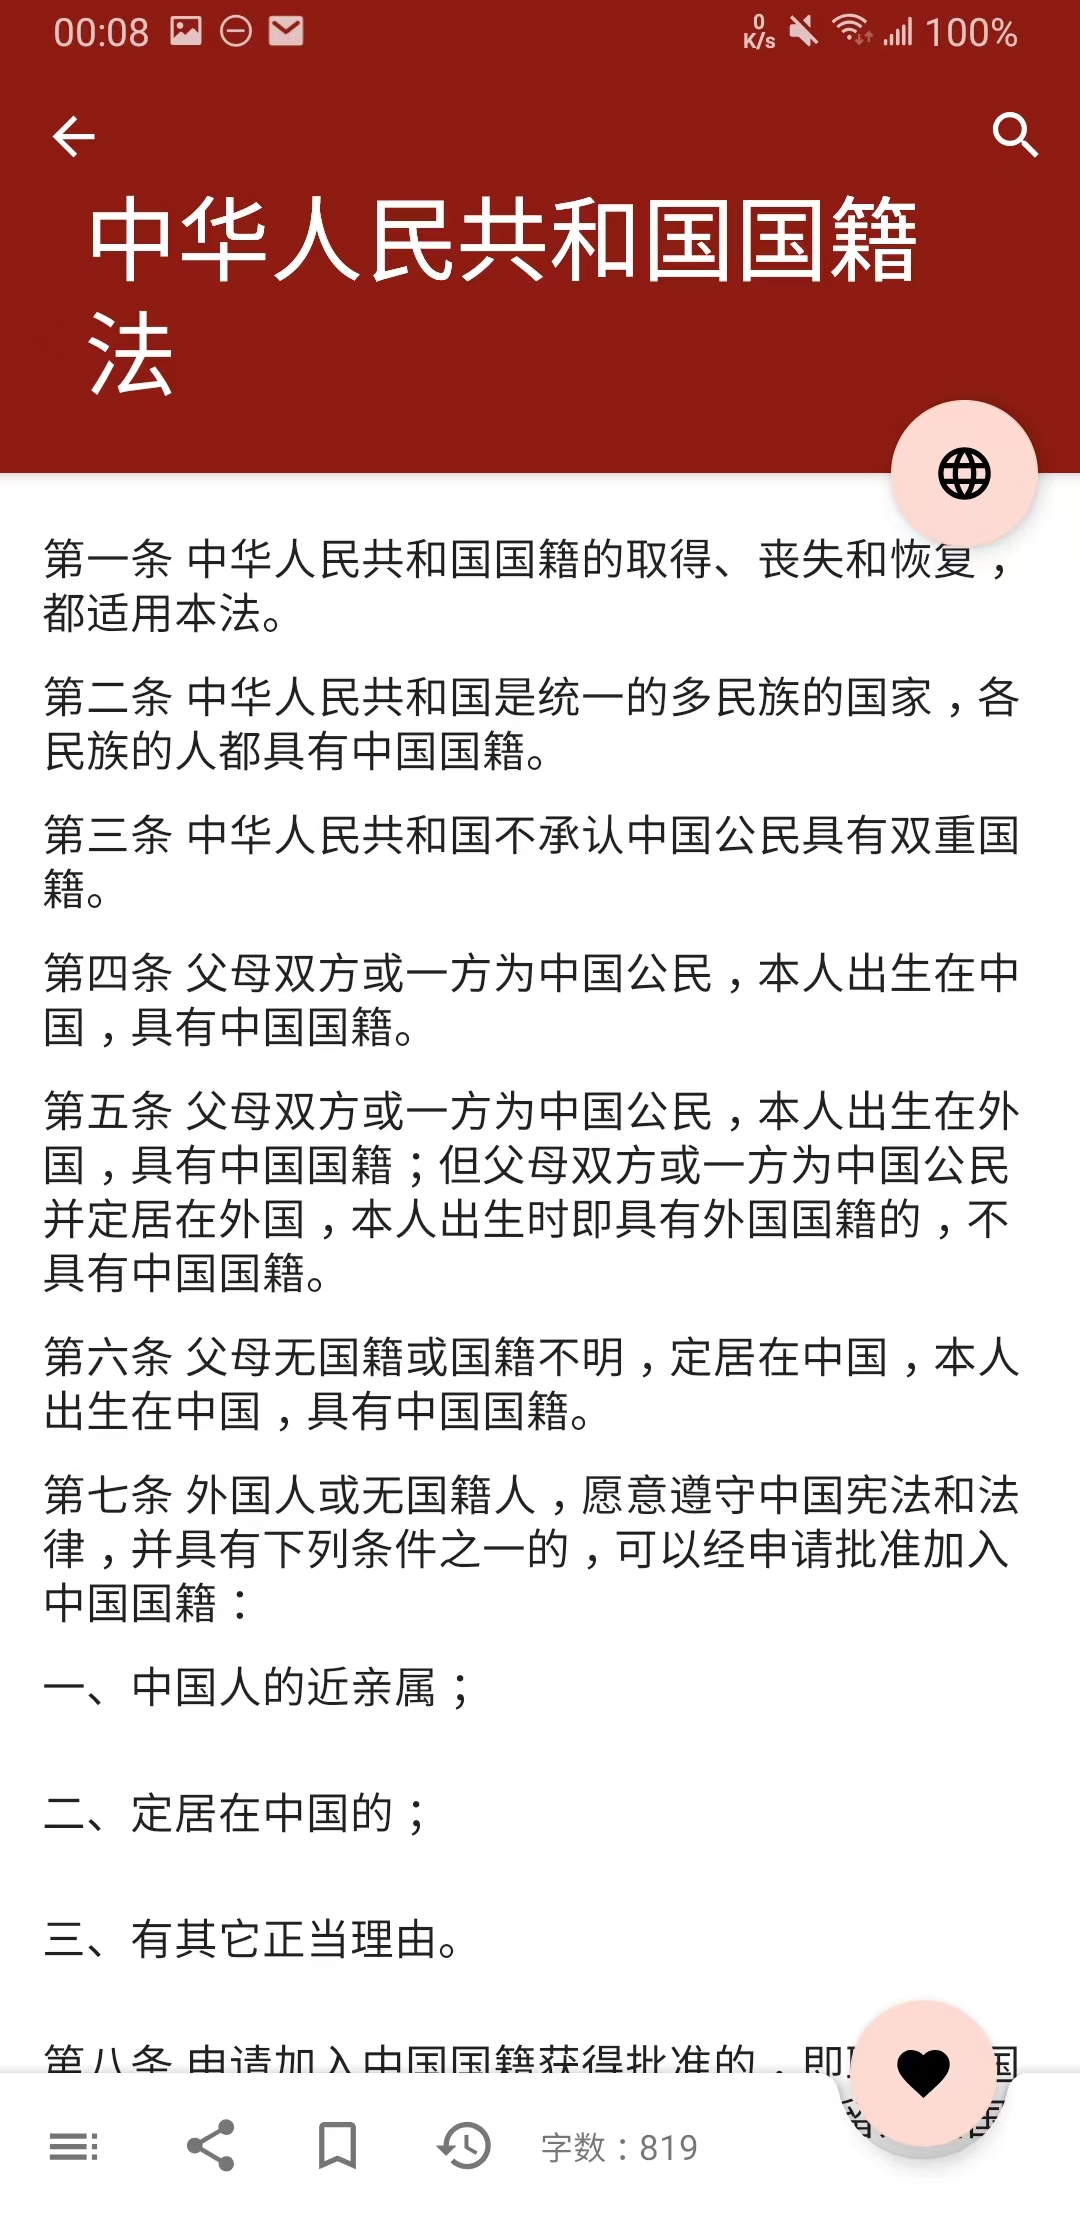 00:08
0 K/s
100%
中华人民共和国国籍
法
第一条 中华人民共和国国籍的取得、丧失和恢复，
都适用本法。
第二条 中华人民共和国是统一的多民族的国家，各
民族的人都具有中国国籍。
第三条 中华人民共和国不承认中国公民具有双重国
籍。
第四条 父母双方或一方为中国公民，本人出生在中
国，具有中国国籍。
第五条 父母双方或一方为中国公民，本人出生在外
国，具有中国国籍；但父母双方或一方为中国公民
并定居在外国，本人出生时即具有外国国籍的，不
具有中国国籍。
第六条 父母无国籍或国籍不明，定居在中国，本人
出生在中国，具有中国国籍。
第七条 外国人或无国籍人，愿意遵守中国宪法和法
律，并具有下列条件之一的，可以经申请批准加入
中国国籍：
一、中国人的近亲属；
二、定居在中国的；
三、有其它正当理由。
第八条 申请加入中国国籍获得批准的，即 国
字数：819